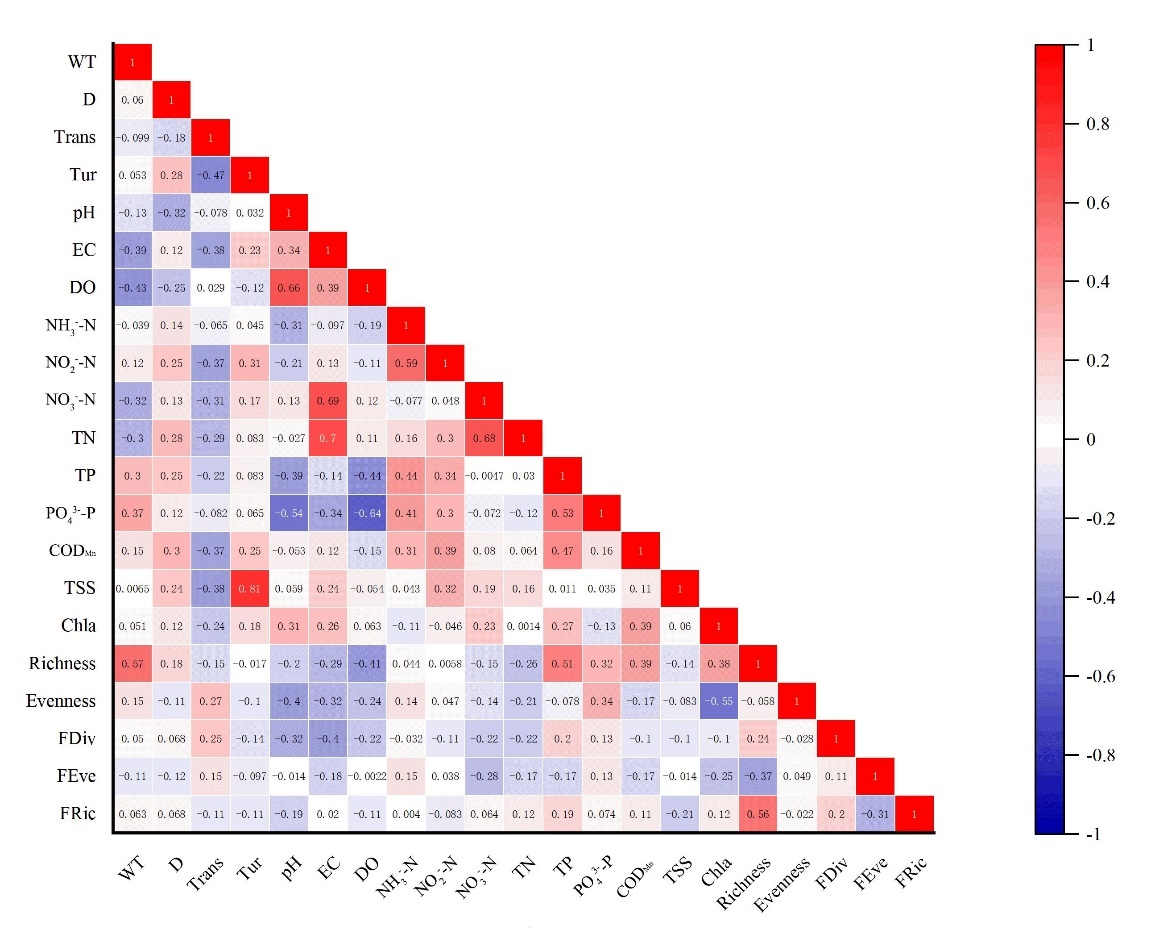 WT 1
D 0.06 1
Trans -0.099 -0.18 1
Tur 0.053 0.28 -0.47 1
pH -0.13 -0.32 -0.078 0.032 1
EC -0.39 0.12 -0.38 0.23 0.34 1
DO -0.43 -0.25 0.029 -0.12 0.66 0.39 1
NH₃⁻-N -0.039 0.14 -0.065 0.045 -0.31 -0.097 -0.19 1
NO₂⁻-N 0.12 0.25 -0.37 0.31 -0.21 0.13 -0.11 0.59 1
NO₃⁻-N -0.32 0.13 -0.31 0.17 0.13 0.69 0.12 -0.077 0.048 1
TN -0.3 0.28 -0.29 0.083 -0.027 0.7 0.11 0.16 0.3 0.68 1
TP 0.3 0.25 -0.22 0.083 -0.39 -0.14 -0.44 0.44 0.34 -0.0047 0.03 1
PO₄³⁻-P 0.37 0.12 -0.082 0.065 -0.54 -0.34 -0.64 0.41 0.3 -0.072 -0.12 0.53 1
CODMn 0.15 0.3 -0.37 0.25 -0.053 0.12 -0.15 0.31 0.39 0.08 0.064 0.47 0.16 1
TSS 0.0065 0.24 -0.38 0.81 0.059 0.24 -0.054 0.043 0.32 0.19 0.16 0.011 0.035 0.11 1
Chla 0.051 0.12 -0.24 0.18 0.31 0.26 0.063 -0.11 -0.046 0.23 0.0014 0.27 -0.13 0.39 0.06 1
Richness 0.57 0.18 -0.15 -0.017 -0.2 -0.29 -0.41 0.044 0.0058 -0.15 -0.26 0.51 0.32 0.39 -0.14 0.38 1
Evenness 0.15 -0.11 0.27 -0.1 -0.4 -0.32 -0.24 0.14 0.047 -0.14 -0.21 -0.078 0.34 -0.17 -0.083 -0.55 -0.058 1
FDiv 0.05 0.068 0.25 -0.14 -0.32 -0.4 -0.22 -0.032 -0.11 -0.22 -0.22 0.2 0.13 -0.1 -0.1 -0.1 0.24 -0.028 1
FEve -0.11 -0.12 0.15 -0.097 -0.014 -0.18 -0.0022 0.15 0.038 -0.28 -0.17 -0.17 0.13 -0.17 -0.014 -0.25 -0.37 0.049 0.11 1
FRic 0.063 0.068 -0.11 -0.11 -0.19 0.02 -0.11 0.004 -0.083 0.064 0.12 0.19 0.074 0.11 -0.21 0.12 0.56 -0.022 0.2 -0.31 1
WT D Trans Tur pH EC DO NH₃⁻-N NO₂⁻-N NO₃⁻-N TN TP PO₄³⁻-P CODMn TSS Chla Richness Evenness FDiv FEve FRic
1
0.8
0.6
0.4
0.2
0
-0.2
-0.4
-0.6
-0.8
-1